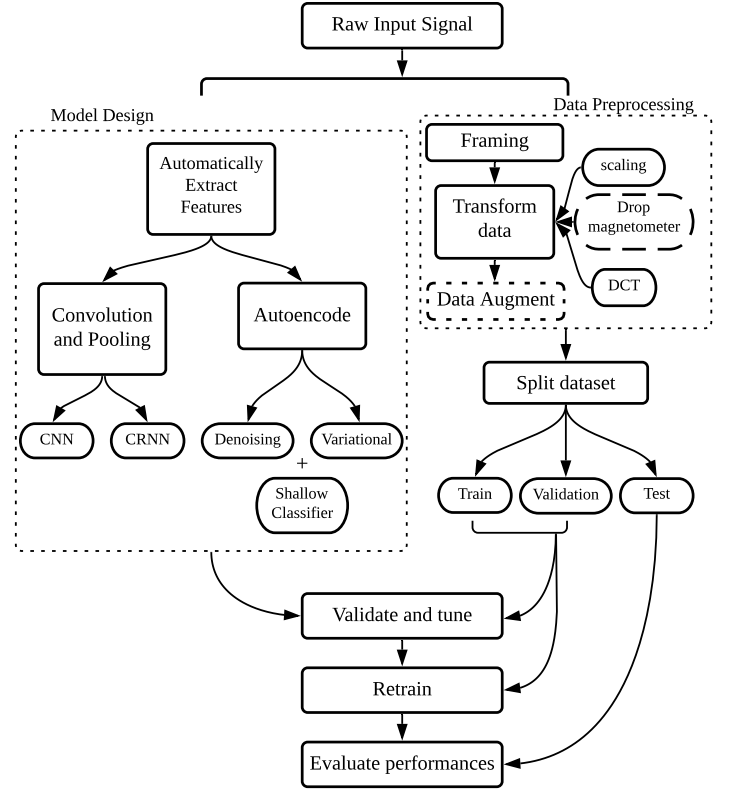 Raw Input Signal
Model Design
Automatically
Extract
Features
Convolution
and Pooling
Autoencode
CNN
CRNN
Denoising
Variational
+
Shallow
Classifier
Data Preprocessing
Framing
Transform
data
scaling
Drop
magnetometer
DCT
Data Augment
Split dataset
Train
Validation
Test
Validate and tune
Retrain
Evaluate performances